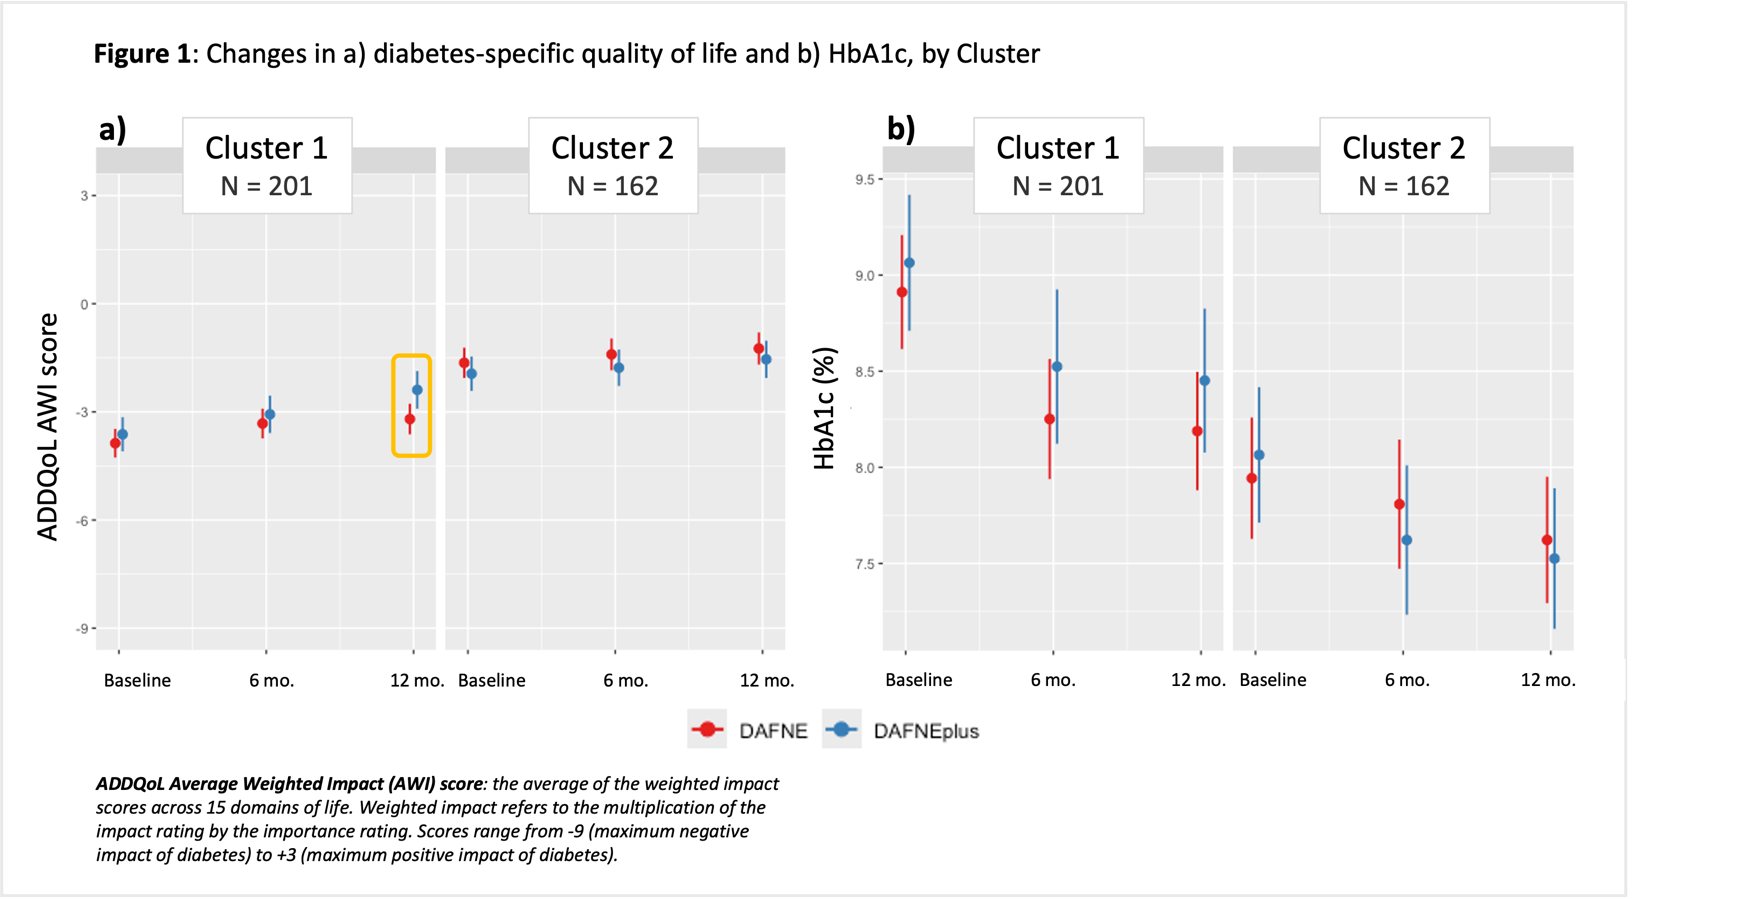 Figure 1: Changes in a) diabetes-specific quality of life and b) HbA1c, by Cluster
a)
Cluster 1
N = 201
Cluster 2
N = 162
ADDQoL AWI score
3
0
-3
-6
-9
Baseline
6 mo.
12 mo.
Baseline
6 mo.
12 mo.
b)
Cluster 1
N = 201
Cluster 2
N = 162
HbA1c (%)
9.5
9.0
8.5
8.0
7.5
Baseline
6 mo.
12 mo.
Baseline
6 mo.
12 mo.
DAFNE
DAFNEplus
ADDQoL Average Weighted Impact (AWI) score: the average of the weighted impact
scores across 15 domains of life. Weighted impact refers to the multiplication of the
impact rating by the importance rating. Scores range from -9 (maximum negative
impact of diabetes) to +3 (maximum positive impact of diabetes).